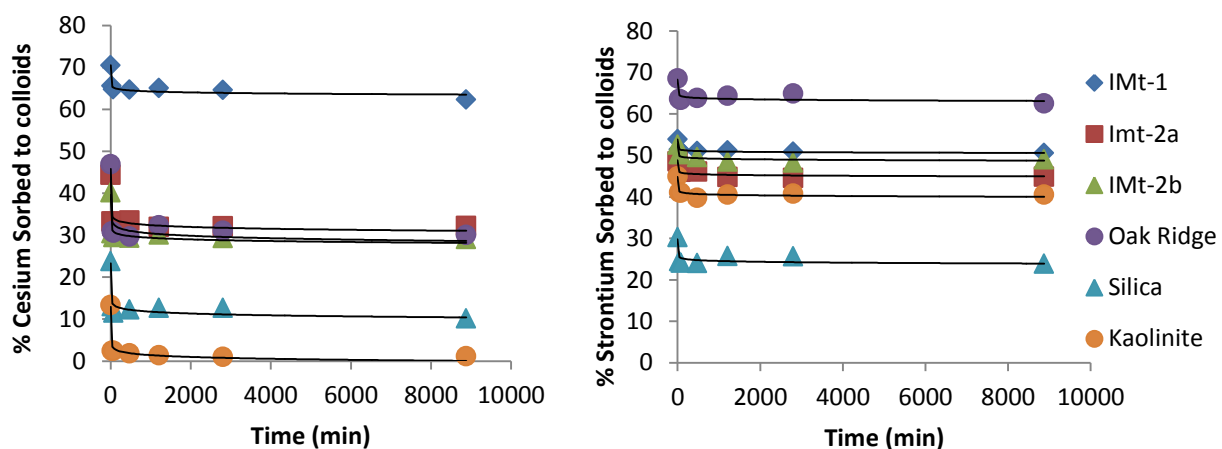 % Cesium Sorbed to colloids
80
70
60
50
40
30
20
10
0
0 2000 4000 6000 8000 10000
Time (min)
% Strontium Sorbed to colloids
80
70
60
50
40
30
20
10
0
0 2000 4000 6000 8000 10000
Time (min)
IMt-1
Imt-2a
IMt-2b
Oak Ridge
Silica
Kaolinite